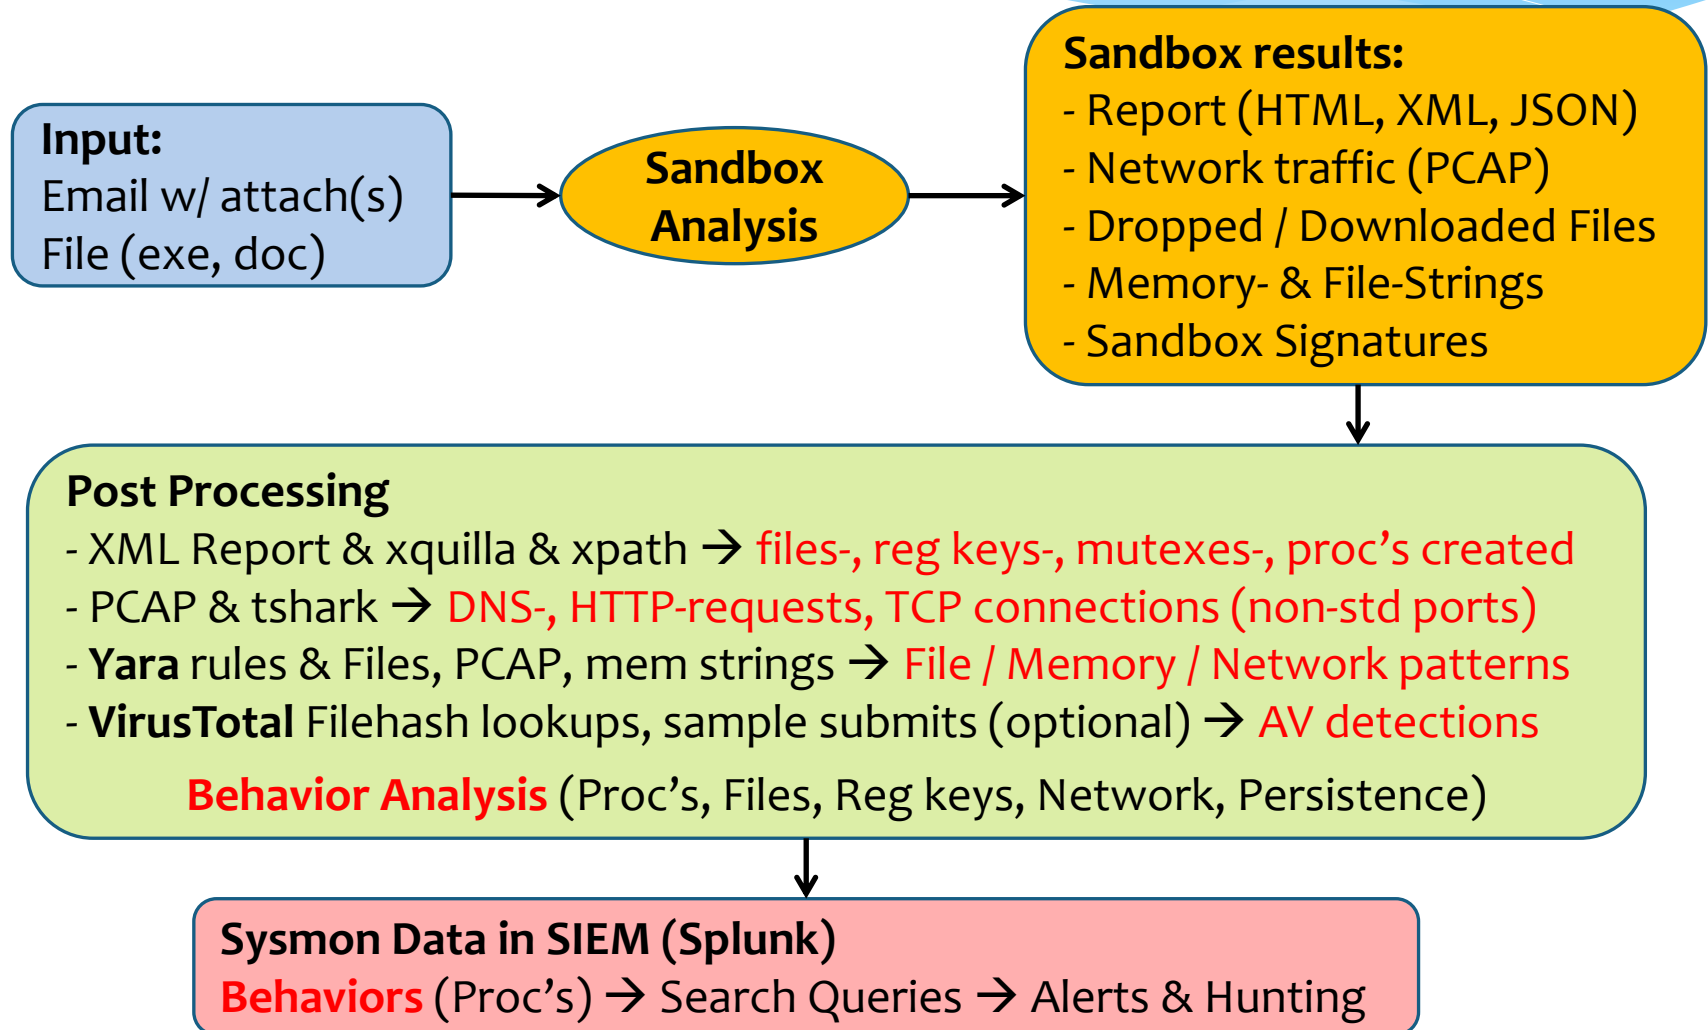 Input:
Email w/ attach(s)
File (exe, doc)
Sandbox
Analysis
Sandbox results:
- Report (HTML, XML, JSON)
- Network traffic (PCAP)
- Dropped / Downloaded Files
- Memory- & File-Strings
- Sandbox Signatures
Post Processing
- XML Report & xquilla & xpath → files-, reg keys-, mutexes-, proc's created
- PCAP & tshark → DNS-, HTTP-requests, TCP connections (non-std ports)
- Yara rules & Files, PCAP, mem strings → File / Memory / Network patterns
- VirusTotal Filehash lookups, sample submits (optional) → AV detections
Behavior Analysis (Proc's, Files, Reg keys, Network, Persistence)
Sysmon Data in SIEM (Splunk)
Behaviors (Proc's) → Search Queries → Alerts & Hunting